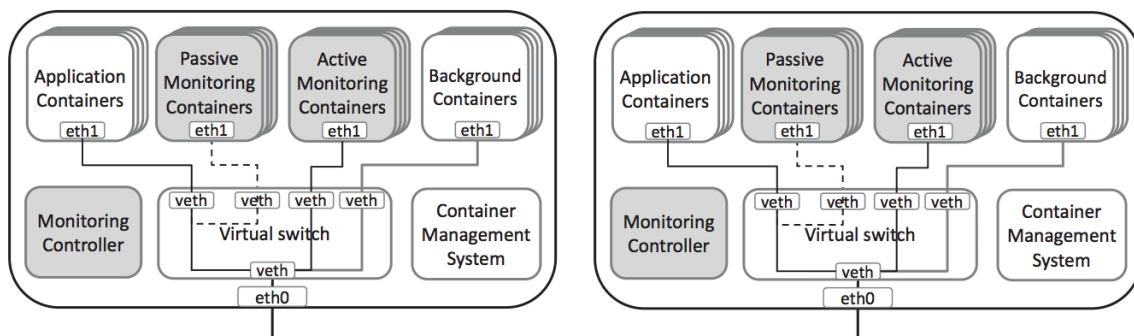 Application
Containers
eth1
Passive
Monitoring
Containers
eth1
Active
Monitoring
Containers
eth1
Background
Containers
eth1
Monitoring
Controller
veth
veth
veth
veth
Virtual switch
veth
Container
Management
System
eth0
Application
Containers
eth1
Passive
Monitoring
Containers
eth1
Active
Monitoring
Containers
eth1
Background
Containers
eth1
Monitoring
Controller
veth
veth
veth
veth
Virtual switch
veth
Container
Management
System
eth0